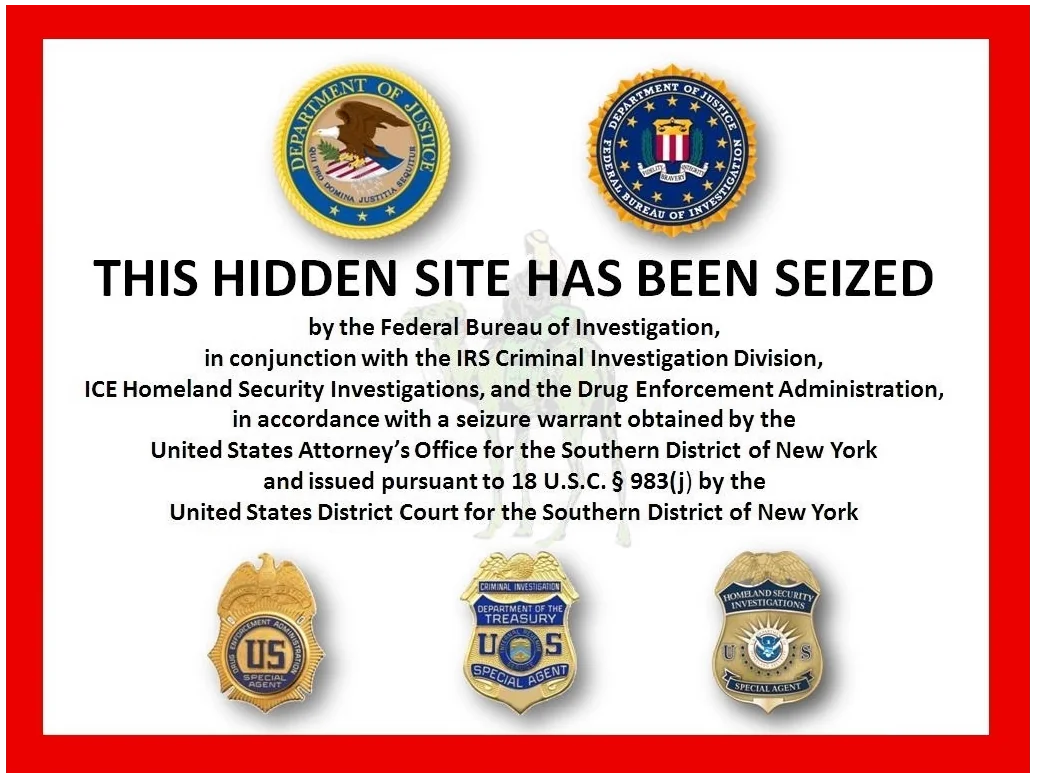 DEPARTMENT OF JUSTICE
QUI PRO DOMINA JUSTITIA SEQUITUR
DEPARTMENT OF JUSTICE
FIDELITY BRAVERY INTEGRITY
FEDERAL BUREAU OF INVESTIGATION
THIS HIDDEN SITE HAS BEEN SEIZED
by the Federal Bureau of Investigation,
in conjunction with the IRS Criminal Investigation Division,
ICE Homeland Security Investigations, and the Drug Enforcement Administration,
in accordance with a seizure warrant obtained by the
United States Attorney’s Office for the Southern District of New York
and issued pursuant to 18 U.S.C. § 983(j) by the
United States District Court for the Southern District of New York
DRUG ENFORCEMENT ADMINISTRATION
US
SPECIAL
AGENT
CRIMINAL INVESTIGATION
DEPARTMENT OF THE
TREASURY
U S
SPECIAL AGENT
HOMELAND SECURITY
INVESTIGATIONS
U S
SPECIAL AGENT